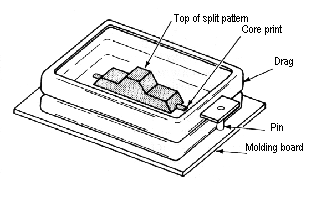 Top of split pattern
Core print
Drag
Pin
Molding board